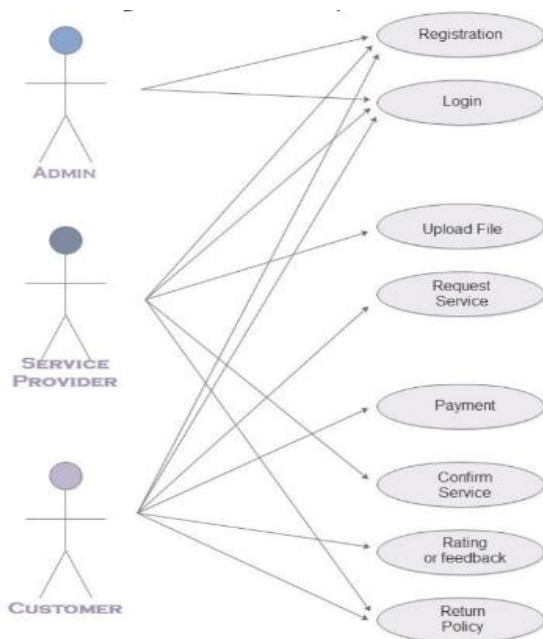 Registration
ADMIN
Login
Upload File
SERVICE
PROVIDER
Request
Service
Payment
CUSTOMER
Confirm
Service
Rating
or feedback
Return
Policy